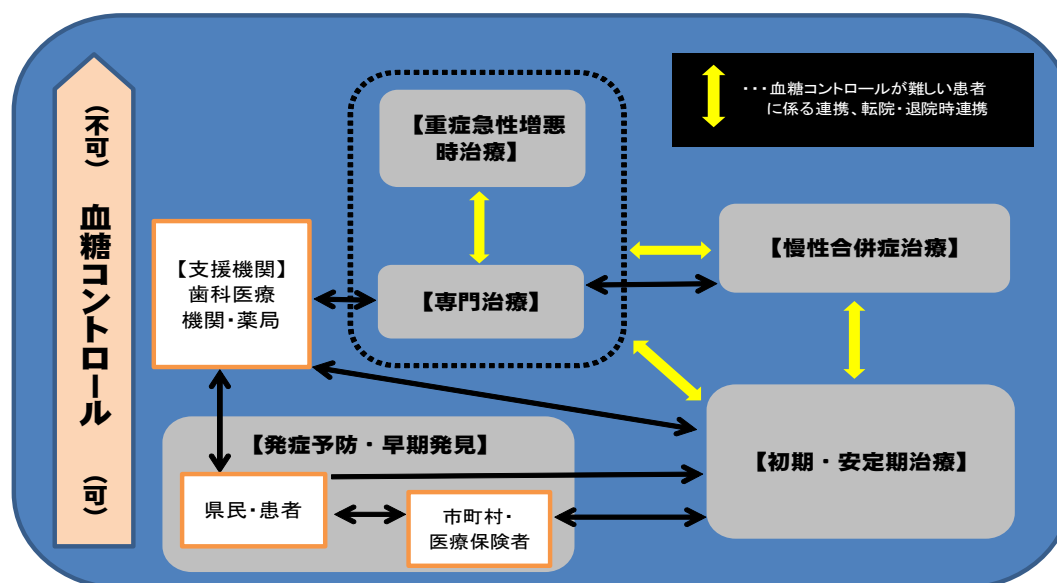 (不可)
血糖コントロール
(可)
・・・血糖コントロールが難しい患者
に係る連携、転院・退院時連携
【重症急性増悪
時治療】
【慢性合併症治療】
【支援機関】
歯科医療
機関・薬局
【専門治療】
【発症予防・早期発見】
【初期・安定期治療】
県民・患者
市町村・
医療保険者